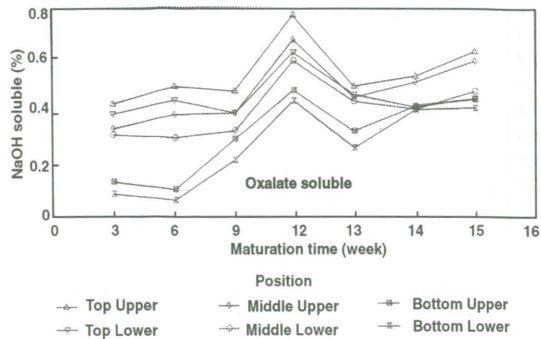 0.8
0.6
0.4
0.2
0
NaOH soluble (%)
Oxalate soluble
0 3 6 9 12 13 14 15 16
Maturation time (week)
Position
Top Upper Middle Upper Bottom Upper
Top Lower Middle Lower Bottom Lower